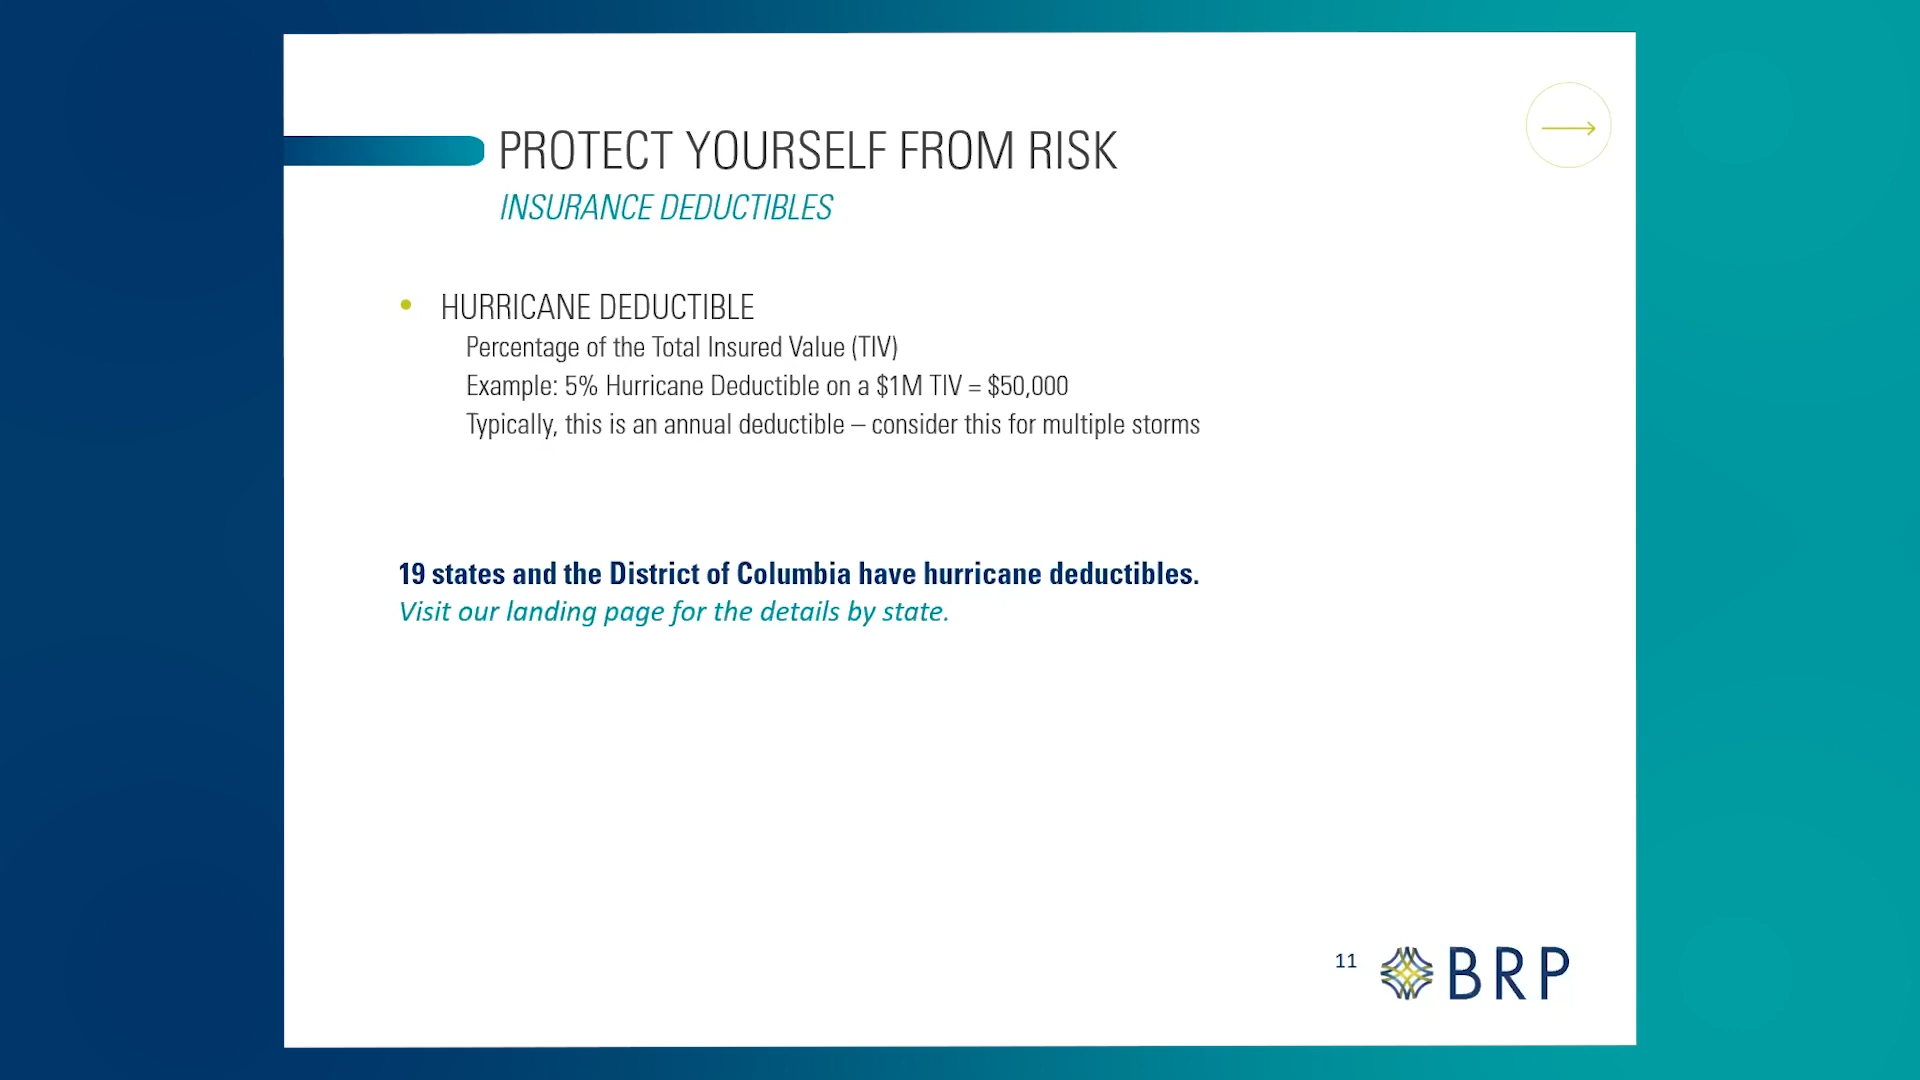 PROTECT YOURSELF FROM RISK
INSURANCE DEDUCTIBLES
• HURRICANE DEDUCTIBLE
Percentage of the Total Insured Value (TIV)
Example: 5% Hurricane Deductible on a $1M TIV = $50,000
Typically, this is an annual deductible – consider this for multiple storms
19 states and the District of Columbia have hurricane deductibles.
Visit our landing page for the details by state.
11
BRP